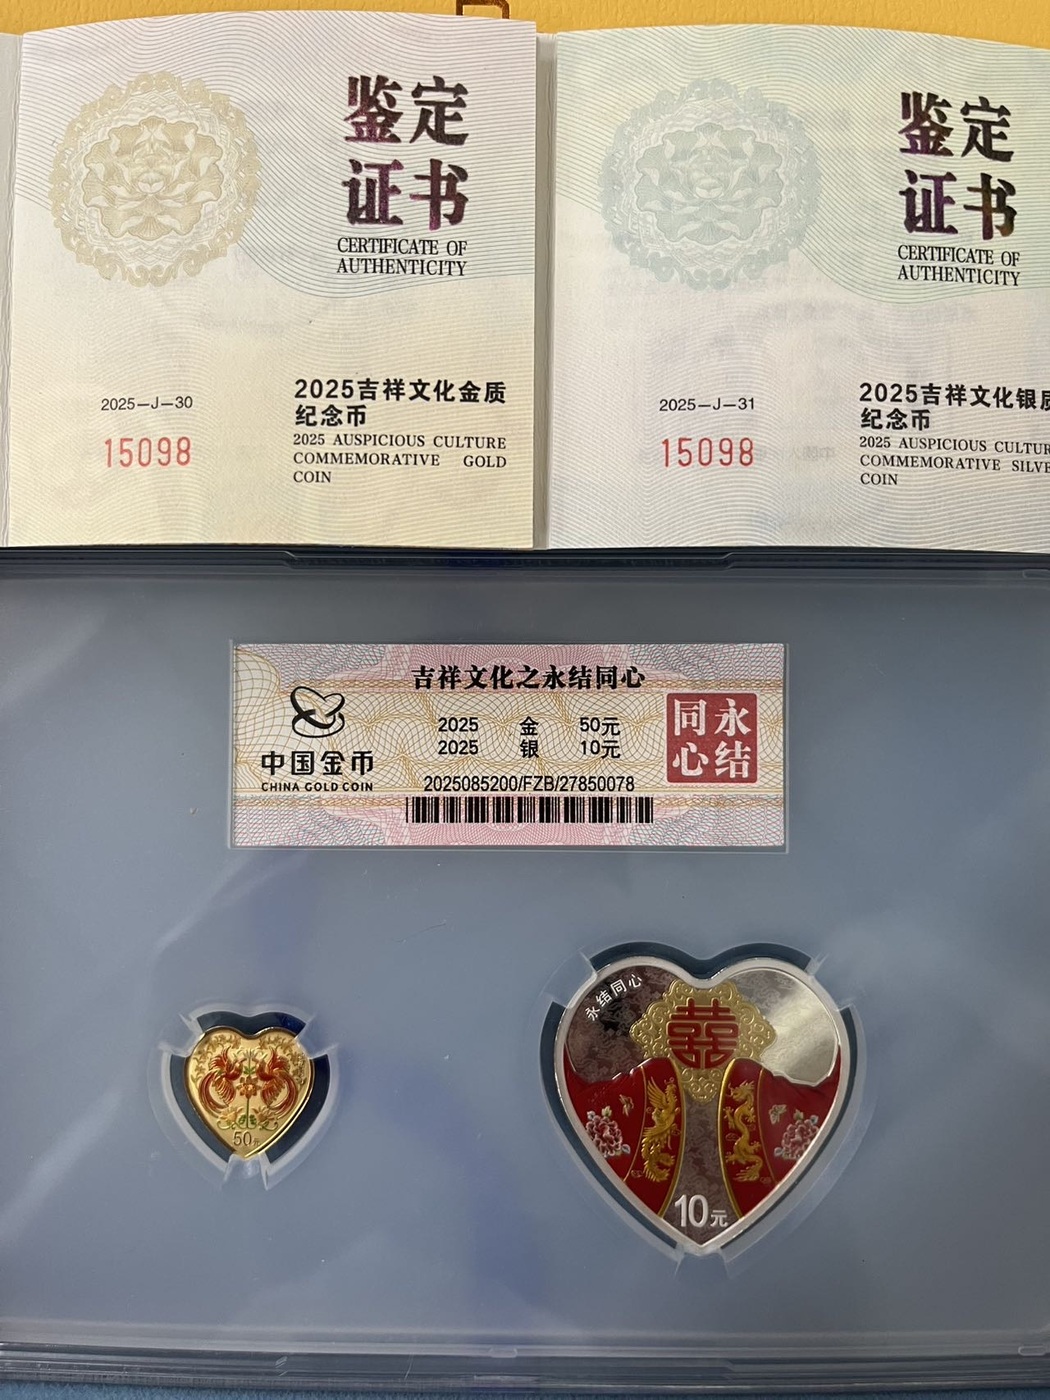 鉴定
证书
CERTIFICATE OF
AUTHENTICITY
2025-J-30
15098
2025吉祥文化金质
纪念币
2025 AUSPICIOUS CULTURE
COMMEMORATIVE GOLD
COIN
鉴定
证书
CERTIFICATE OF
AUTHENTICITY
2025-J-31
15098
2025吉祥文化银质
纪念币
2025 AUSPICIOUS CULTUR
COMMEMORATIVE SILVE
COIN
吉祥文化之永结同心
中国金币
CHINA GOLD COIN
2025 金 50元
2025 银 10元
2025085200/FZB/27850078
永结
同心
50元
永结同心
囍
10元